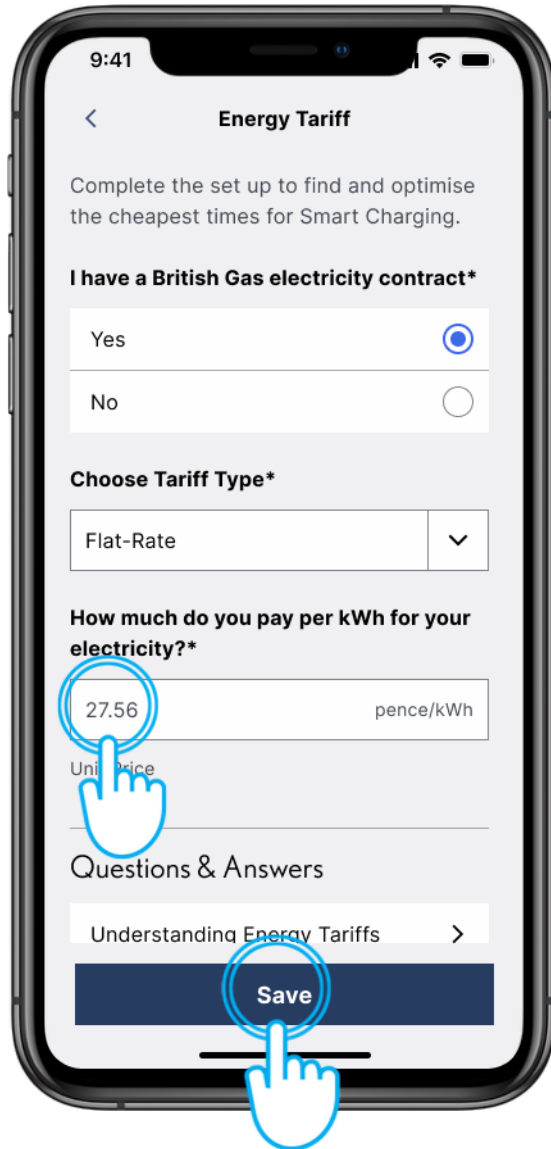 9:41
Energy Tariff
Complete the set up to find and optimise
the cheapest times for Smart Charging.
I have a British Gas electricity contract*
Yes
No
Choose Tariff Type*
Flat-Rate
How much do you pay per kWh for your
electricity?*
27.56 pence/kWh
Unit Price
Questions & Answers
Understanding Energy Tariffs
Save